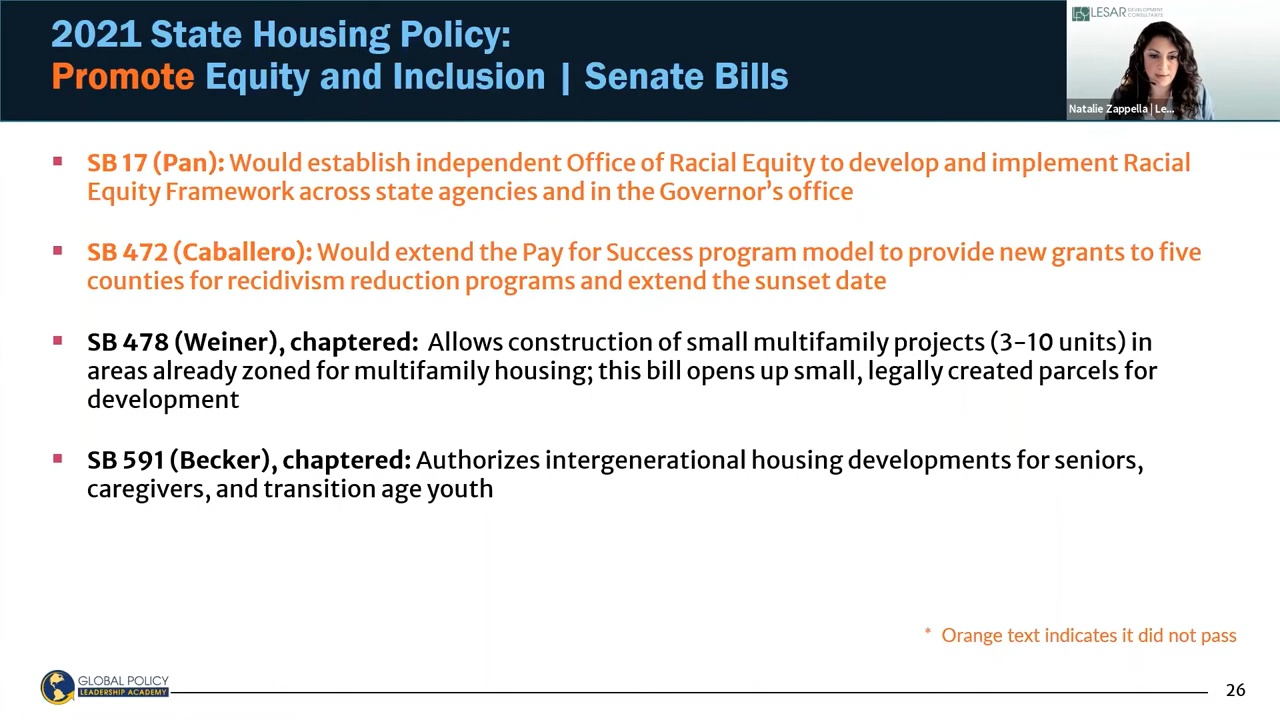 2021 State Housing Policy:
Promote Equity and Inclusion | Senate Bills
LESAR DEVELOPMENT
CONSULTANTS
Natalie Zappella | Le...
▪ SB 17 (Pan): Would establish independent Office of Racial Equity to develop and implement Racial
Equity Framework across state agencies and in the Governor’s office
▪ SB 472 (Caballero): Would extend the Pay for Success program model to provide new grants to five
counties for recidivism reduction programs and extend the sunset date
▪ SB 478 (Weiner), chaptered: Allows construction of small multifamily projects (3-10 units) in
areas already zoned for multifamily housing; this bill opens up small, legally created parcels for
development
▪ SB 591 (Becker), chaptered: Authorizes intergenerational housing developments for seniors,
caregivers, and transition age youth
* Orange text indicates it did not pass
GLOBAL POLICY
LEADERSHIP ACADEMY
26